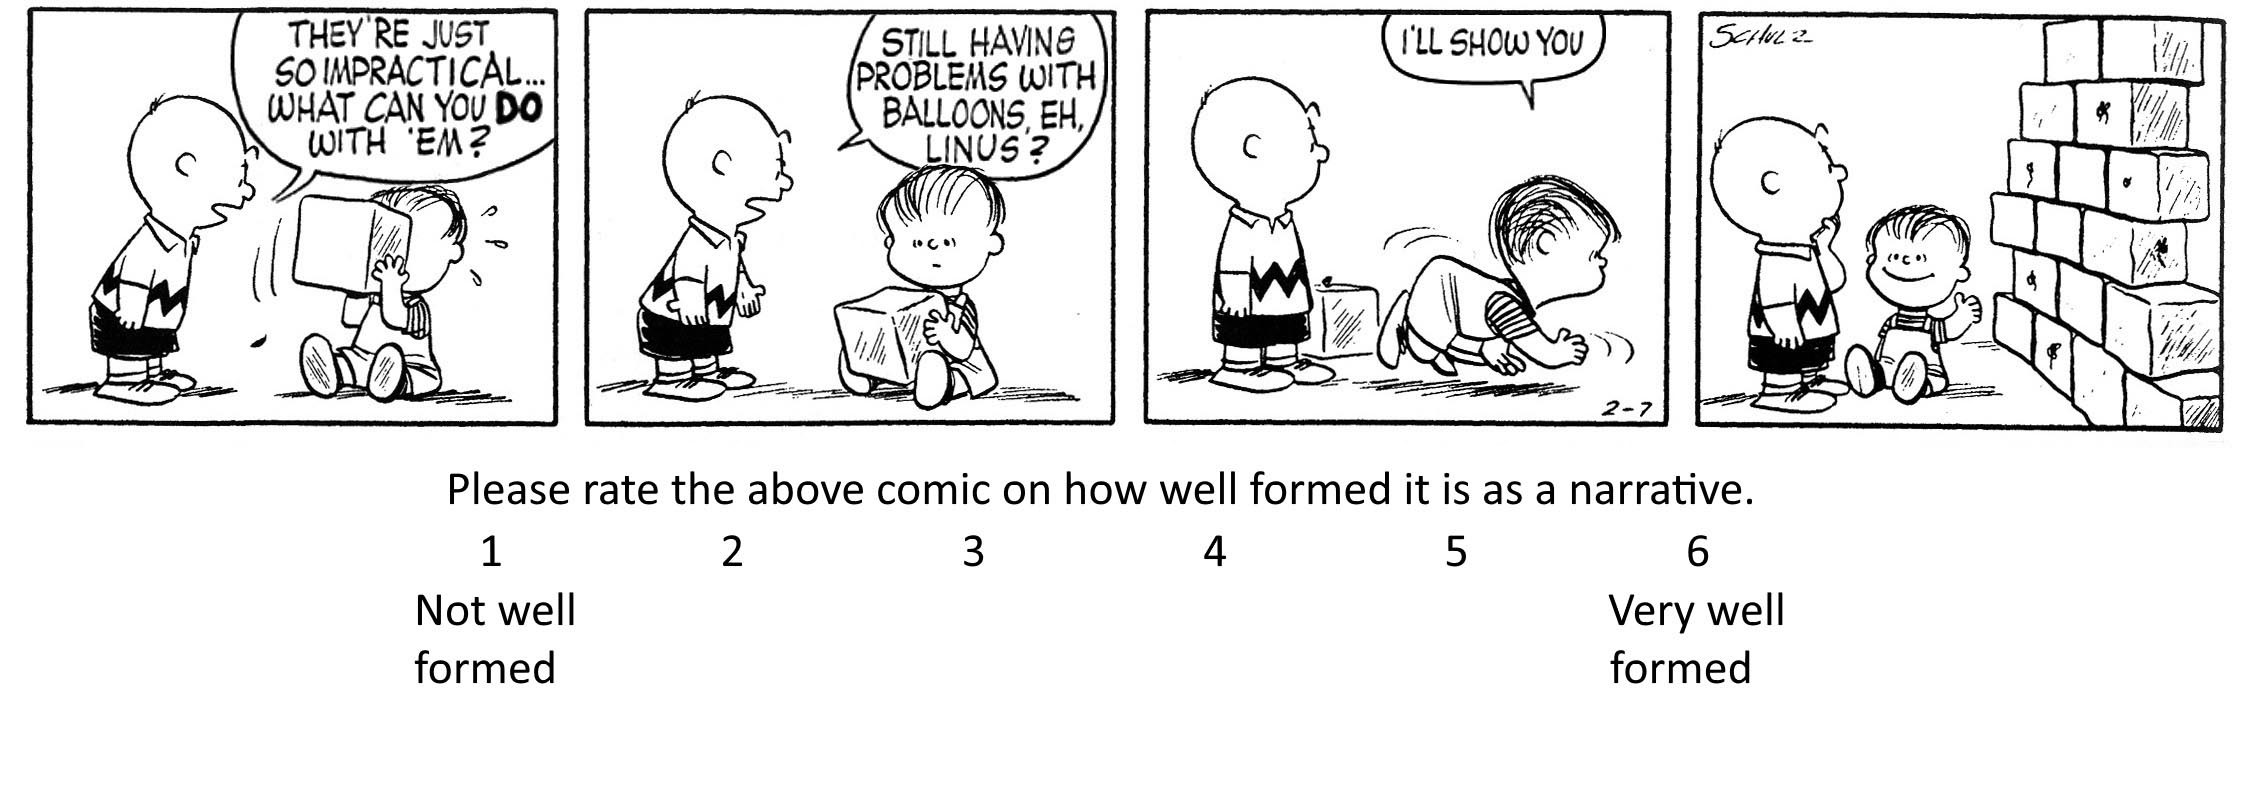 THEY'RE JUST
SO IMPRACTICAL...
WHAT CAN YOU DO
WITH 'EM?
STILL HAVING
PROBLEMS WITH
BALLOONS, EH,
LINUS?
I'LL SHOW YOU
2-7
SCHULZ
Please rate the above comic on how well formed it is as a narrative.
1 2 3 4 5 6
Not well
formed
Very well
formed